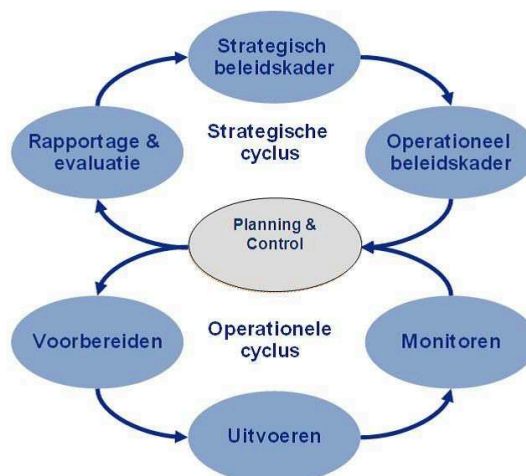 Strategisch
beleidskader
Strategische
cyclus
Rapportage &
evaluatie
Operationeel
beleidskader
Planning &
Control
Voorbereiden
Operationele
cyclus
Monitoren
Uitvoeren